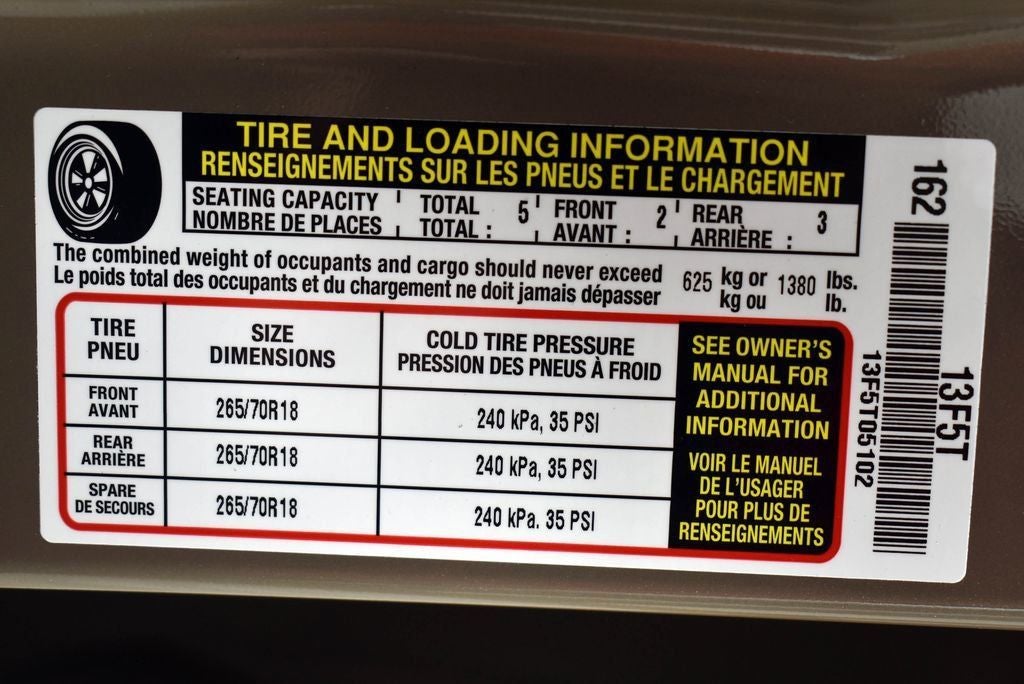 TIRE AND LOADING INFORMATION
RENSEIGNEMENTS SUR LES PNEUS ET LE CHARGEMENT
SEATING CAPACITY TOTAL 5 FRONT 2 REAR 3
NOMBRE DE PLACES TOTAL : AVANT : ARRIÈRE :
The combined weight of occupants and cargo should never exceed 625 kg or 1380 lbs.
Le poids total des occupants et du chargement ne doit jamais dépasser kg ou lb.
TIRE
PNEU
SIZE
DIMENSIONS
COLD TIRE PRESSURE
PRESSION DES PNEUS À FROID
FRONT
AVANT
265/70R18
240 kPa, 35 PSI
REAR
ARRIÈRE
265/70R18
240 kPa, 35 PSI
SPARE
DE SECOURS
265/70R18
240 kPa. 35 PSI
SEE OWNER'S
MANUAL FOR
ADDITIONAL
INFORMATION
VOIR LE MANUEL
DE L'USAGER
POUR PLUS DE
RENSEIGNEMENTS
162
13F5T
13F5T05102